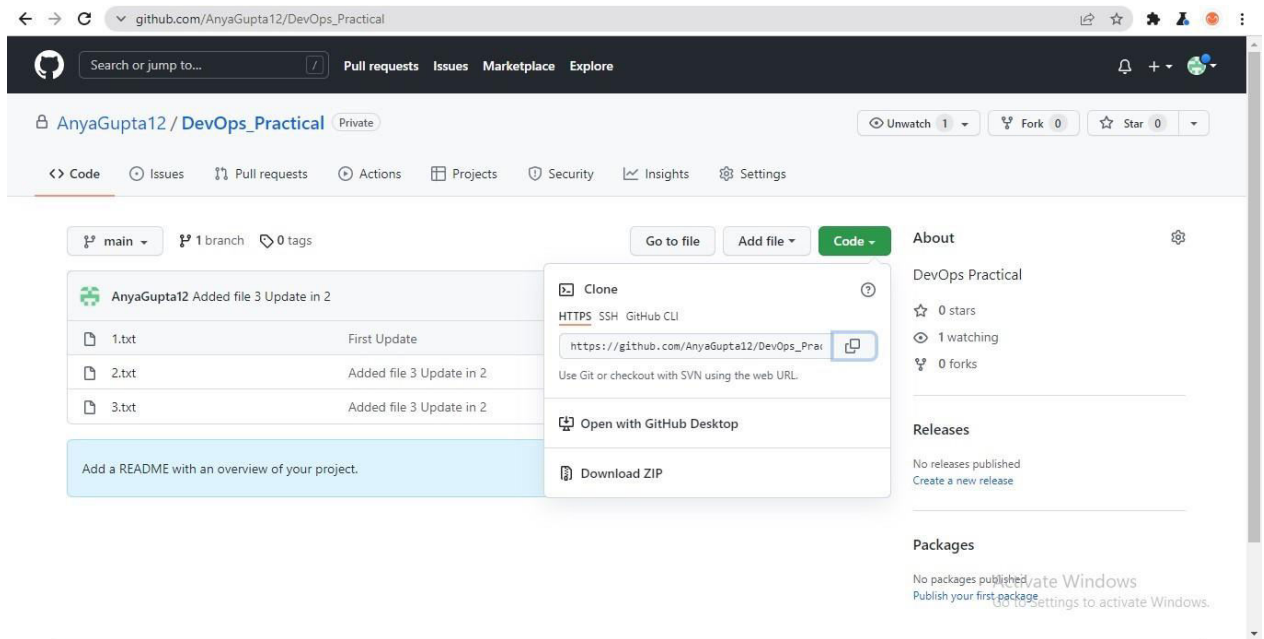 github.com/AnyaGupta12/DevOps_Practical
Search or jump to... /
Pull requests Issues Marketplace Explore
AnyaGupta12 / DevOps_Practical Private
Unwatch 1 Fork 0 Star 0
<> Code Issues Pull requests Actions Projects Security Insights Settings
main 1 branch 0 tags
Go to file Add file Code
AnyaGupta12 Added file 3 Update in 2
1.txt First Update
2.txt Added file 3 Update in 2
3.txt Added file 3 Update in 2
Add a README with an overview of your project.
Clone
HTTPS SSH GitHub CLI
https://github.com/AnyaGupta12/DevOps_Prac
Use Git or checkout with SVN using the web URL.
Open with GitHub Desktop
Download ZIP
About
DevOps Practical
0 stars
1 watching
0 forks
Releases
No releases published
Create a new release
Packages
No packages published
Publish your first package
Activate Windows
Go to Settings to activate Windows.